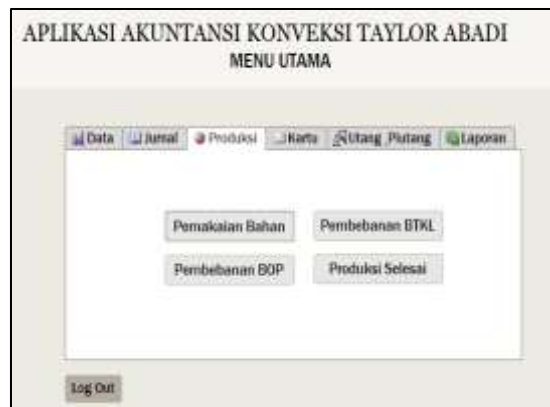 APLIKASI AKUNTANSI KONVEKSI TAYLOR ABADI
MENU UTAMA
Data Jurnal Produksi Kartu Utang Piutang Laporan
Pemakaian Bahan Pembebanan BTKL
Pembebanan BOP Produksi Selesai
Log Out